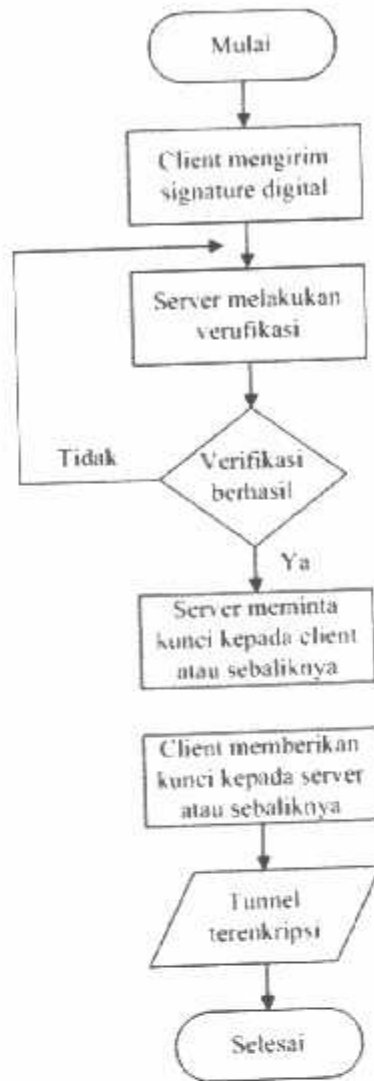 Mulai
Client mengirim
signature digital
Server melakukan
verufikasi
Tidak
Verifikasi
berhasil
Ya
Server meminta
kunci kepada client
atau sebaliknya
Client memberikan
kunci kepada server
atau sebaliknya
Tunnel
terenkripsi
Selesai